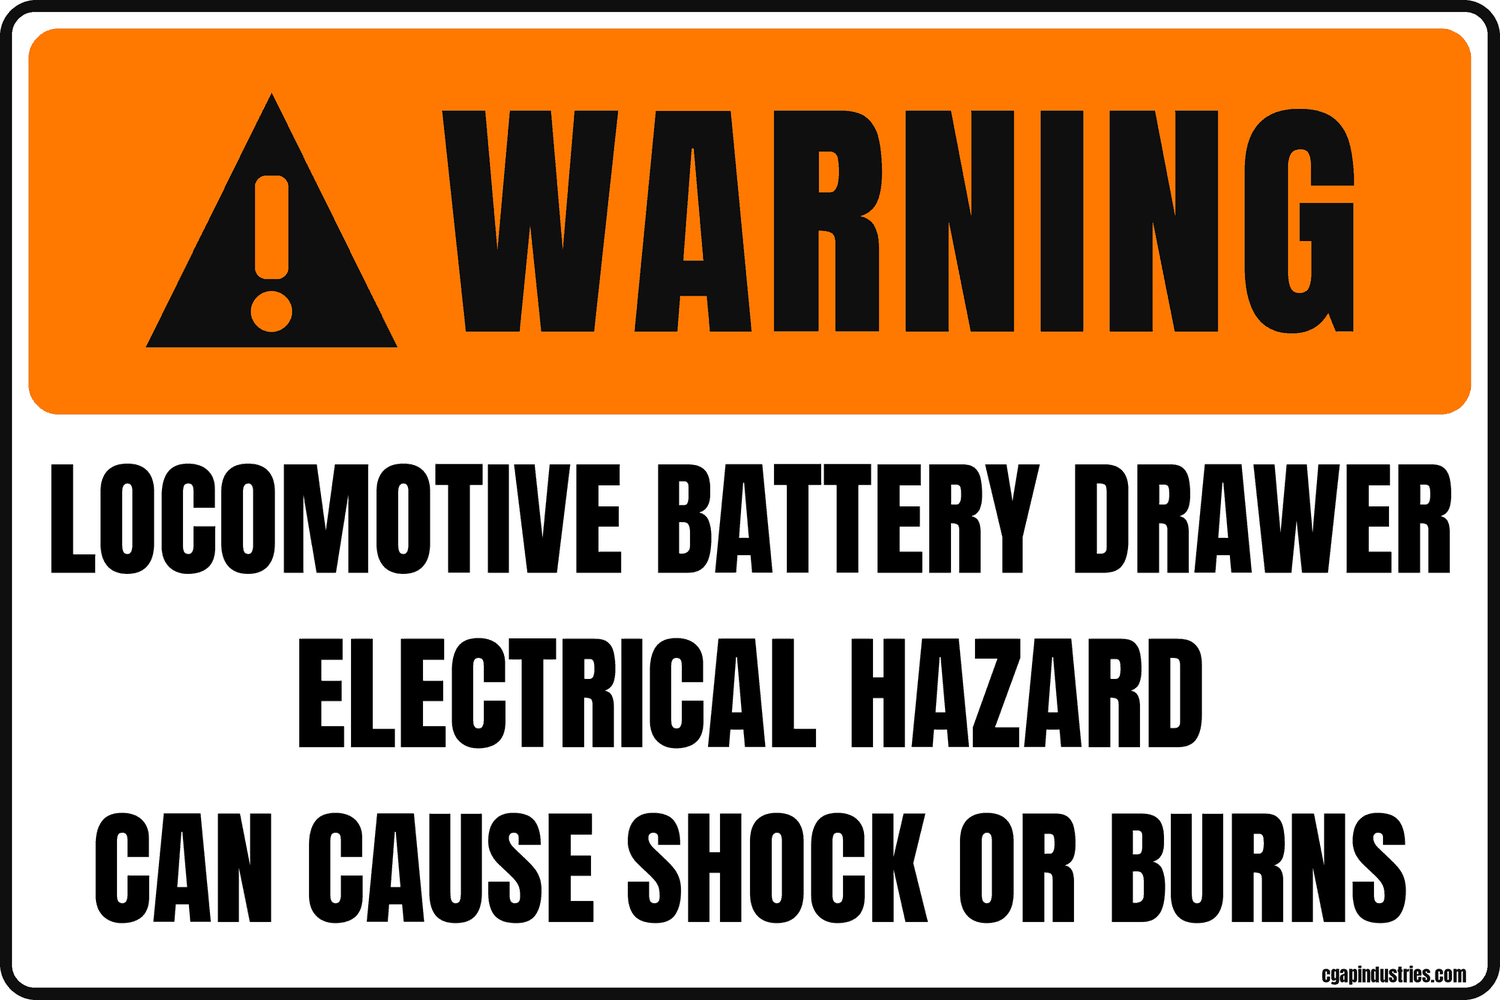 WARNING
LOCOMOTIVE BATTERY DRAWER
ELECTRICAL HAZARD
CAN CAUSE SHOCK OR BURNS
cgapindustries.com